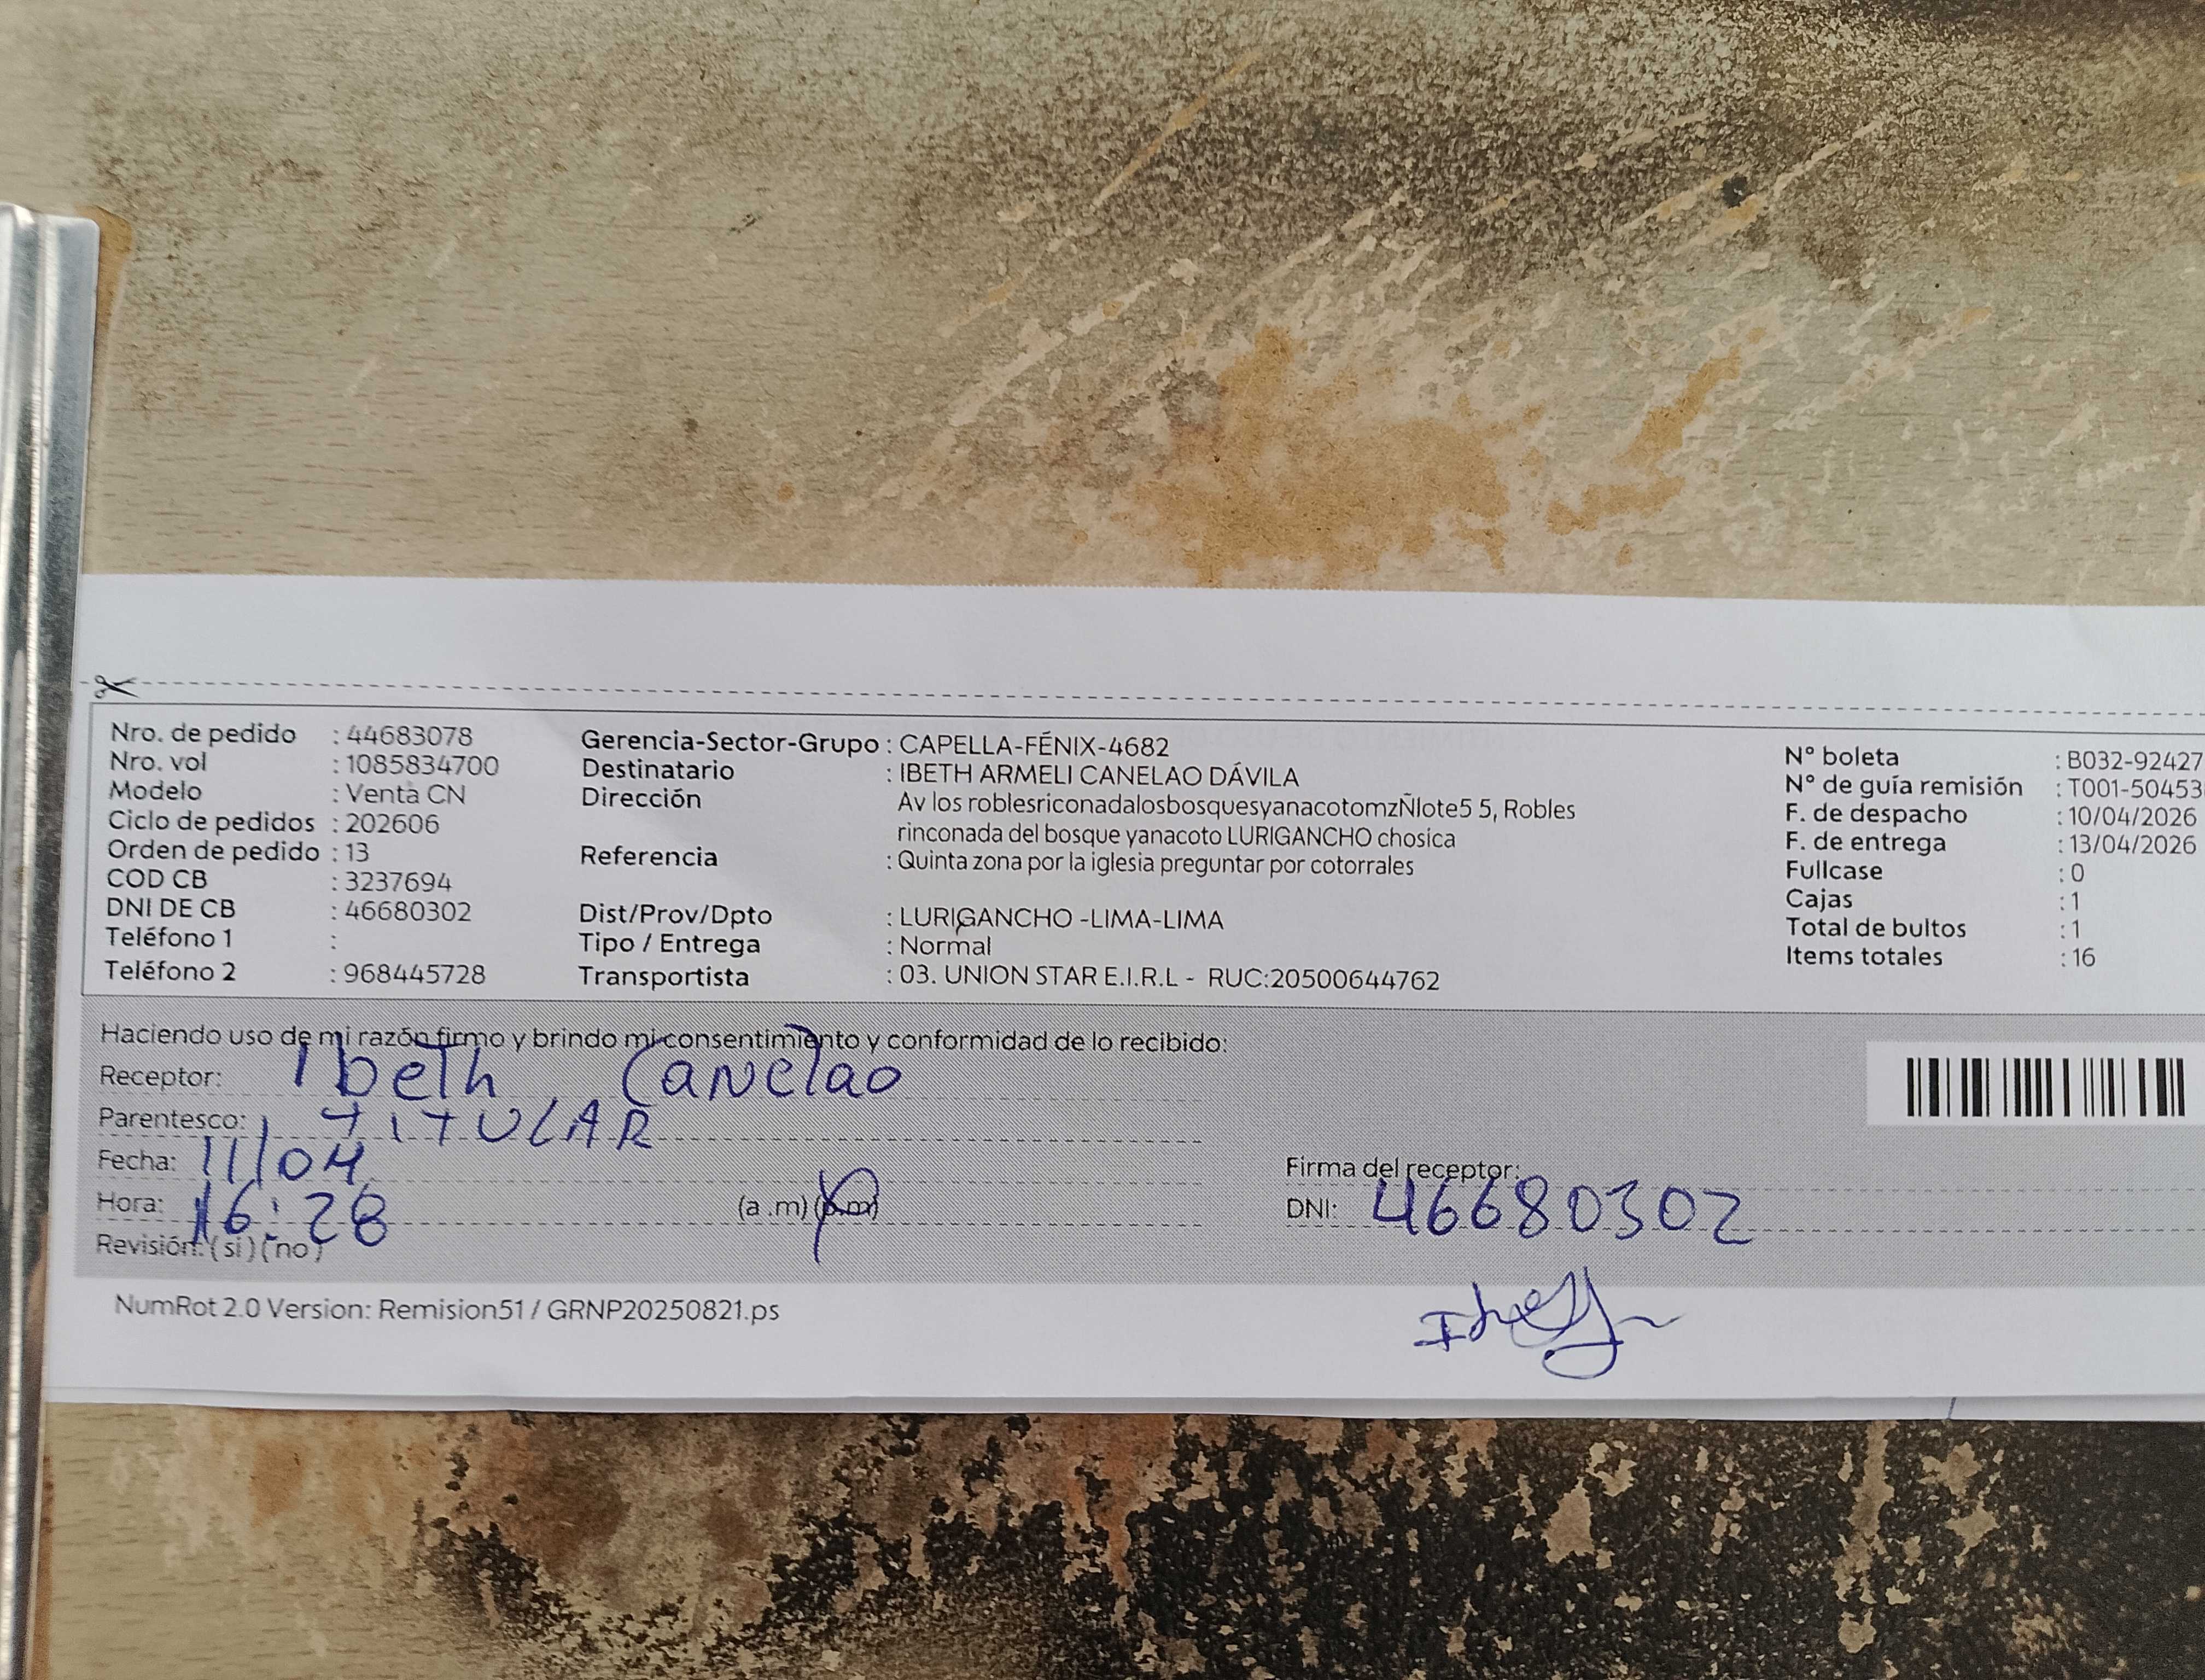 Nro. de pedido : 44683078
Nro. vol : 1085834700
Modelo : Venta CN
Ciclo de pedidos : 202606
Orden de pedido : 13
COD CB : 3237694
DNI DE CB : 46680302
Teléfono 1 :
Teléfono 2 : 968445728
Gerencia-Sector-Grupo : CAPELLA-FÉNIX-4682
Destinatario : IBETH ARMELI CANELAO DÁVILA
Dirección : Av los roblesriconadalosbosquesyanacotomzÑlote5 5, Robles
rinconada del bosque yanacoto LURIGANCHO chosica
Referencia : Quinta zona por la iglesia preguntar por cotorrales
Dist/Prov/Dpto : LURIGANCHO -LIMA-LIMA
Tipo / Entrega : Normal
Transportista : 03. UNION STAR E.I.R.L - RUC:20500644762
N° boleta : B032-92427
N° de guía remisión : T001-50453
F. de despacho : 10/04/2026
F. de entrega : 13/04/2026
Fullcase : 0
Cajas : 1
Total de bultos : 1
Items totales : 16
Haciendo uso de mi razón firmo y brindo mi consentimiento y conformidad de lo recibido:
Receptor: Ibeth Canelao
Parentesco: TITULAR
Fecha: 11/04
Hora: 16:28 (a .m) (p.m)
Revisión: ( si ) ( no )
Firma del receptor:
DNI: 46680302
NumRot 2.0 Version: Remision51 / GRNP20250821.ps